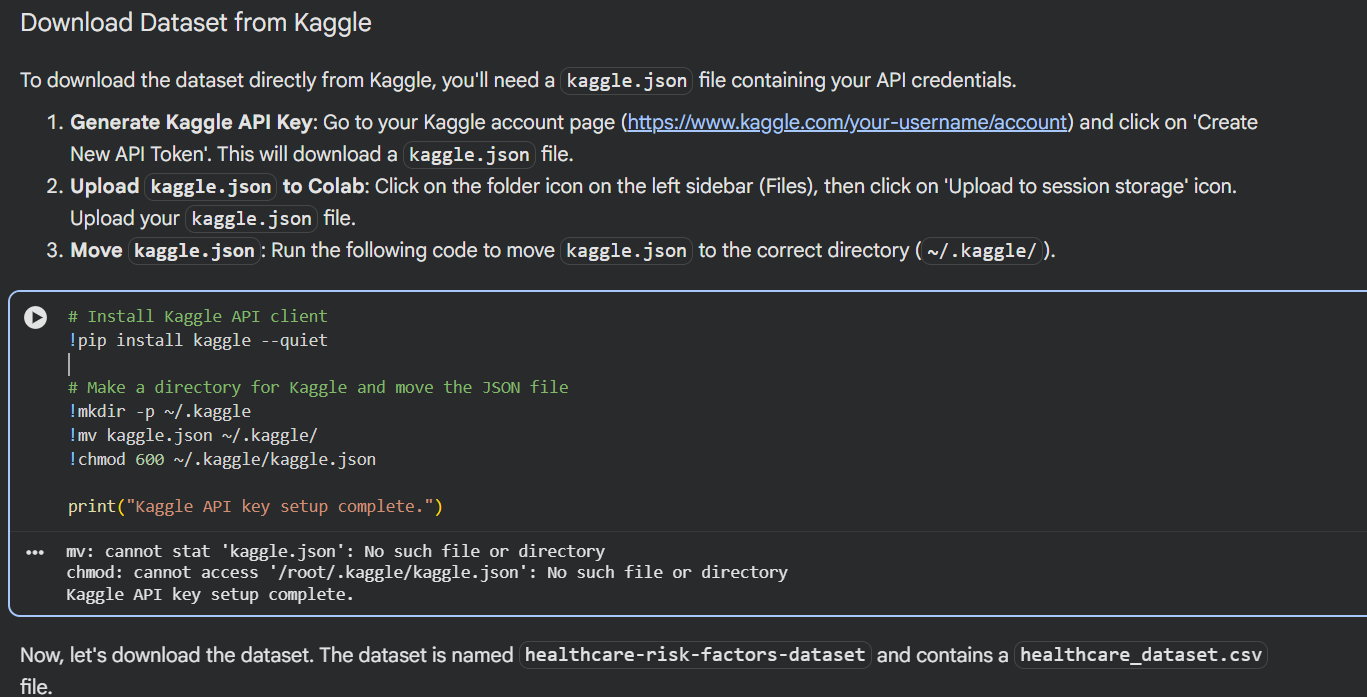 Download Dataset from Kaggle
To download the dataset directly from Kaggle, you'll need a kaggle.json file containing your API credentials.
1. Generate Kaggle API Key: Go to your Kaggle account page (https://www.kaggle.com/your-username/account) and click on 'Create
New API Token'. This will download a kaggle.json file.
2. Upload kaggle.json to Colab: Click on the folder icon on the left sidebar (Files), then click on 'Upload to session storage' icon.
Upload your kaggle.json file.
3. Move kaggle.json: Run the following code to move kaggle.json to the correct directory (~/.kaggle/).
# Install Kaggle API client
!pip install kaggle --quiet
# Make a directory for Kaggle and move the JSON file
!mkdir -p ~/.kaggle
!mv kaggle.json ~/.kaggle/
!chmod 600 ~/.kaggle/kaggle.json
print("Kaggle API key setup complete.")
mv: cannot stat 'kaggle.json': No such file or directory
chmod: cannot access '/root/.kaggle/kaggle.json': No such file or directory
Kaggle API key setup complete.
Now, let's download the dataset. The dataset is named healthcare-risk-factors-dataset and contains a healthcare_dataset.csv
file.